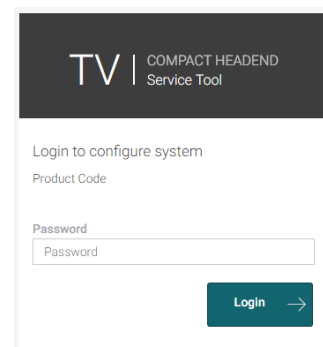 TV
COMPACT HEADEND
Service Tool
Login to configure system
Product Code
Password
Password
Login